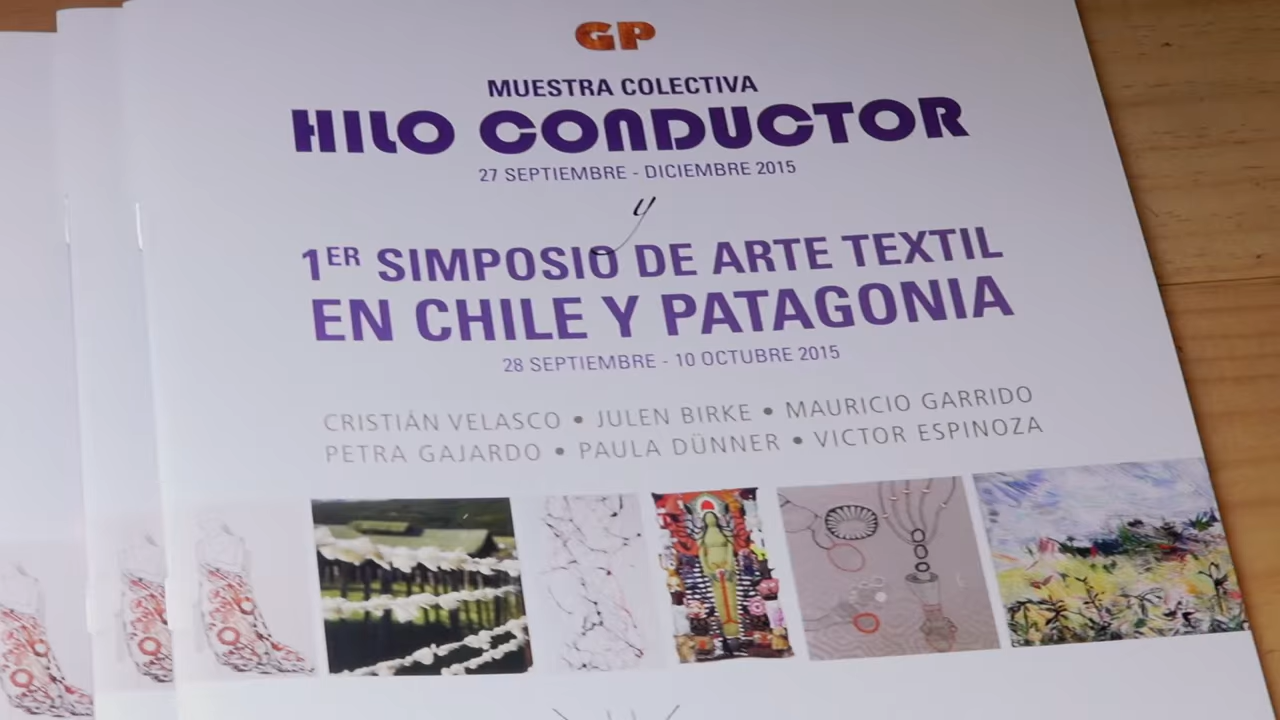 GP
MUESTRA COLECTIVA
HILO CONDUCTOR
27 SEPTIEMBRE - DICIEMBRE 2015
y
1ER SIMPOSIO DE ARTE TEXTIL
EN CHILE Y PATAGONIA
28 SEPTIEMBRE - 10 OCTUBRE 2015
CRISTIÁN VELASCO • JULEN BIRKE • MAURICIO GARRIDO
PETRA GAJARDO • PAULA DÜNNER • VICTOR ESPINOZA